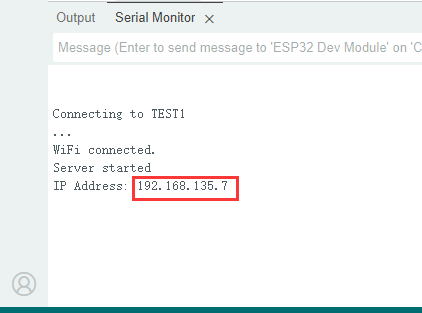 Output Serial Monitor
Message (Enter to send message to 'ESP32 Dev Module' on 'C
Connecting to TEST1
...
WiFi connected.
Server started
IP Address: 192.168.135.7